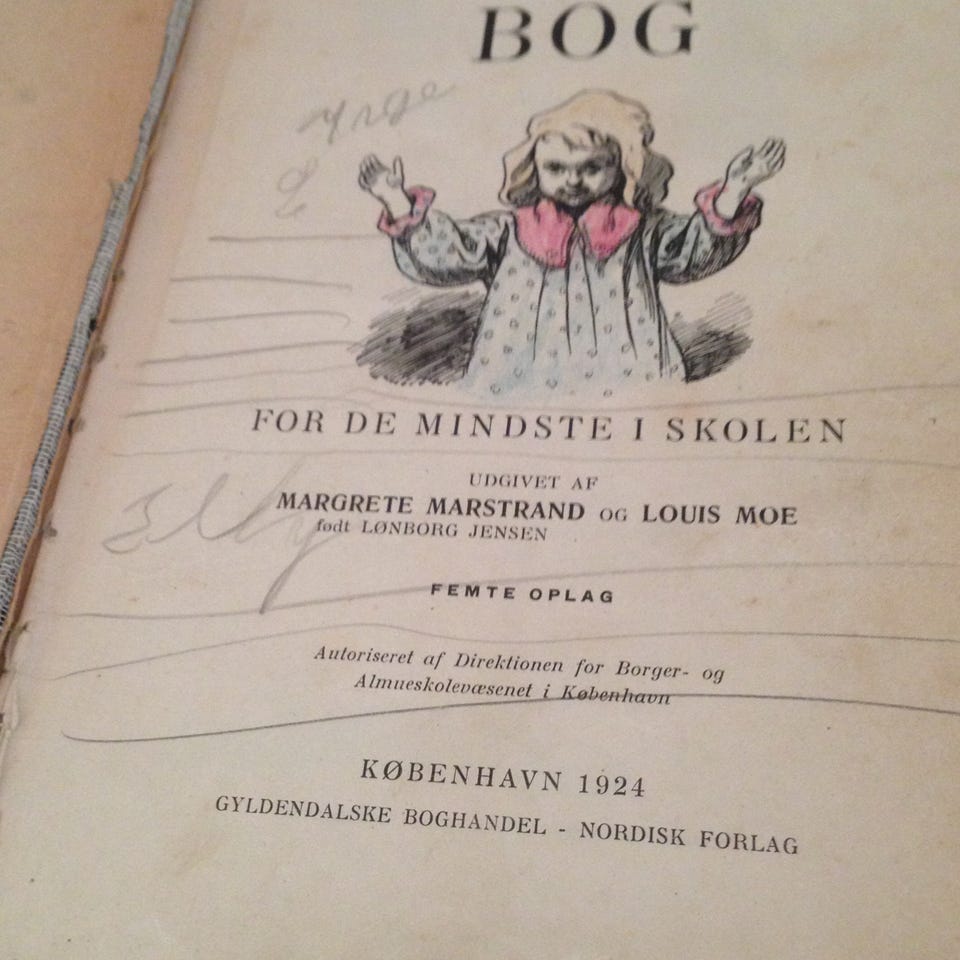 BOG
FOR DE MINDSTE I SKOLEN
UDGIVET AF
MARGRETE MARSTRAND OG LOUIS MOE
født LØNBORG JENSEN
Elly
FEMTE OPLAG
Autoriseret af Direktionen for Borger- og
Almueskolevæsenet i København
KØBENHAVN 1924
GYLDENDALSKE BOGHANDEL - NORDISK FORLAG